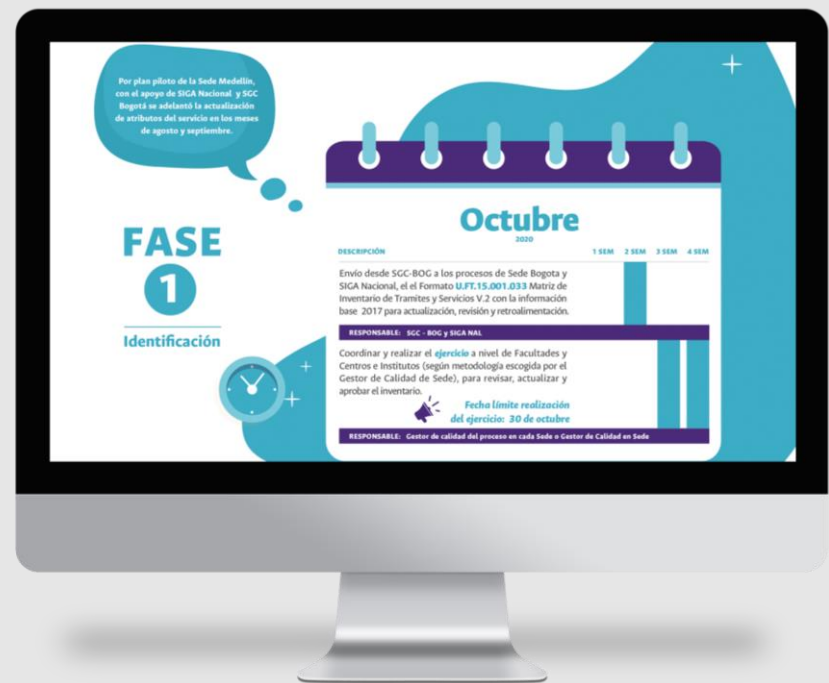 Por plan piloto de la Sede Medellín,
con el apoyo de SIGA Nacional y SGC
Bogotá se adelantó la actualización
de atributos del servicio en los meses
de agosto y septiembre.
FASE
1
Identificación
Octubre
2020
DESCRIPCIÓN 1 SEM 2 SEM 3 SEM 4 SEM
Envío desde SGC-BOG a los procesos de Sede Bogota y
SIGA Nacional, el el Formato U.FT.15.001.033 Matriz de
Inventario de Tramites y Servicios V.2 con la información
base 2017 para actualización, revisión y retroalimentación.
RESPONSABLE: SGC - BOG y SIGA NAL
Coordinar y realizar el ejercicio a nivel de Facultades y
Centros e Institutos (según metodología escogida por el
Gestor de Calidad de Sede), para revisar, actualizar y
aprobar el inventario.
Fecha límite realización
del ejercicio: 30 de octubre
RESPONSABLE: Gestor de calidad del proceso en cada Sede o Gestor de Calidad en Sede